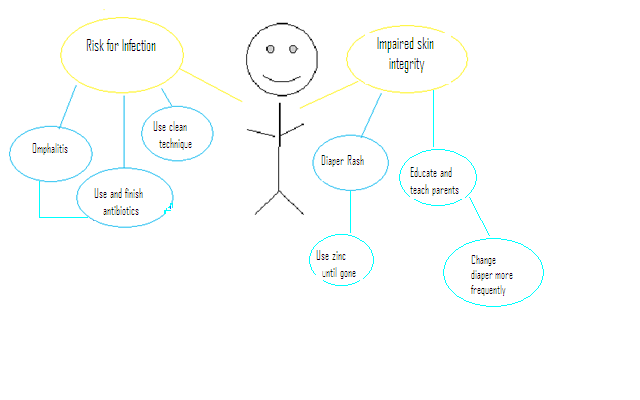 Risk for Infection
Impaired skin
integrity
Omphalitis
Use clean
technique
Use and finish
antibiotics
Diaper Rash
Educate and
teach parents
Use zinc
until gone
Change
diaper more
frequently